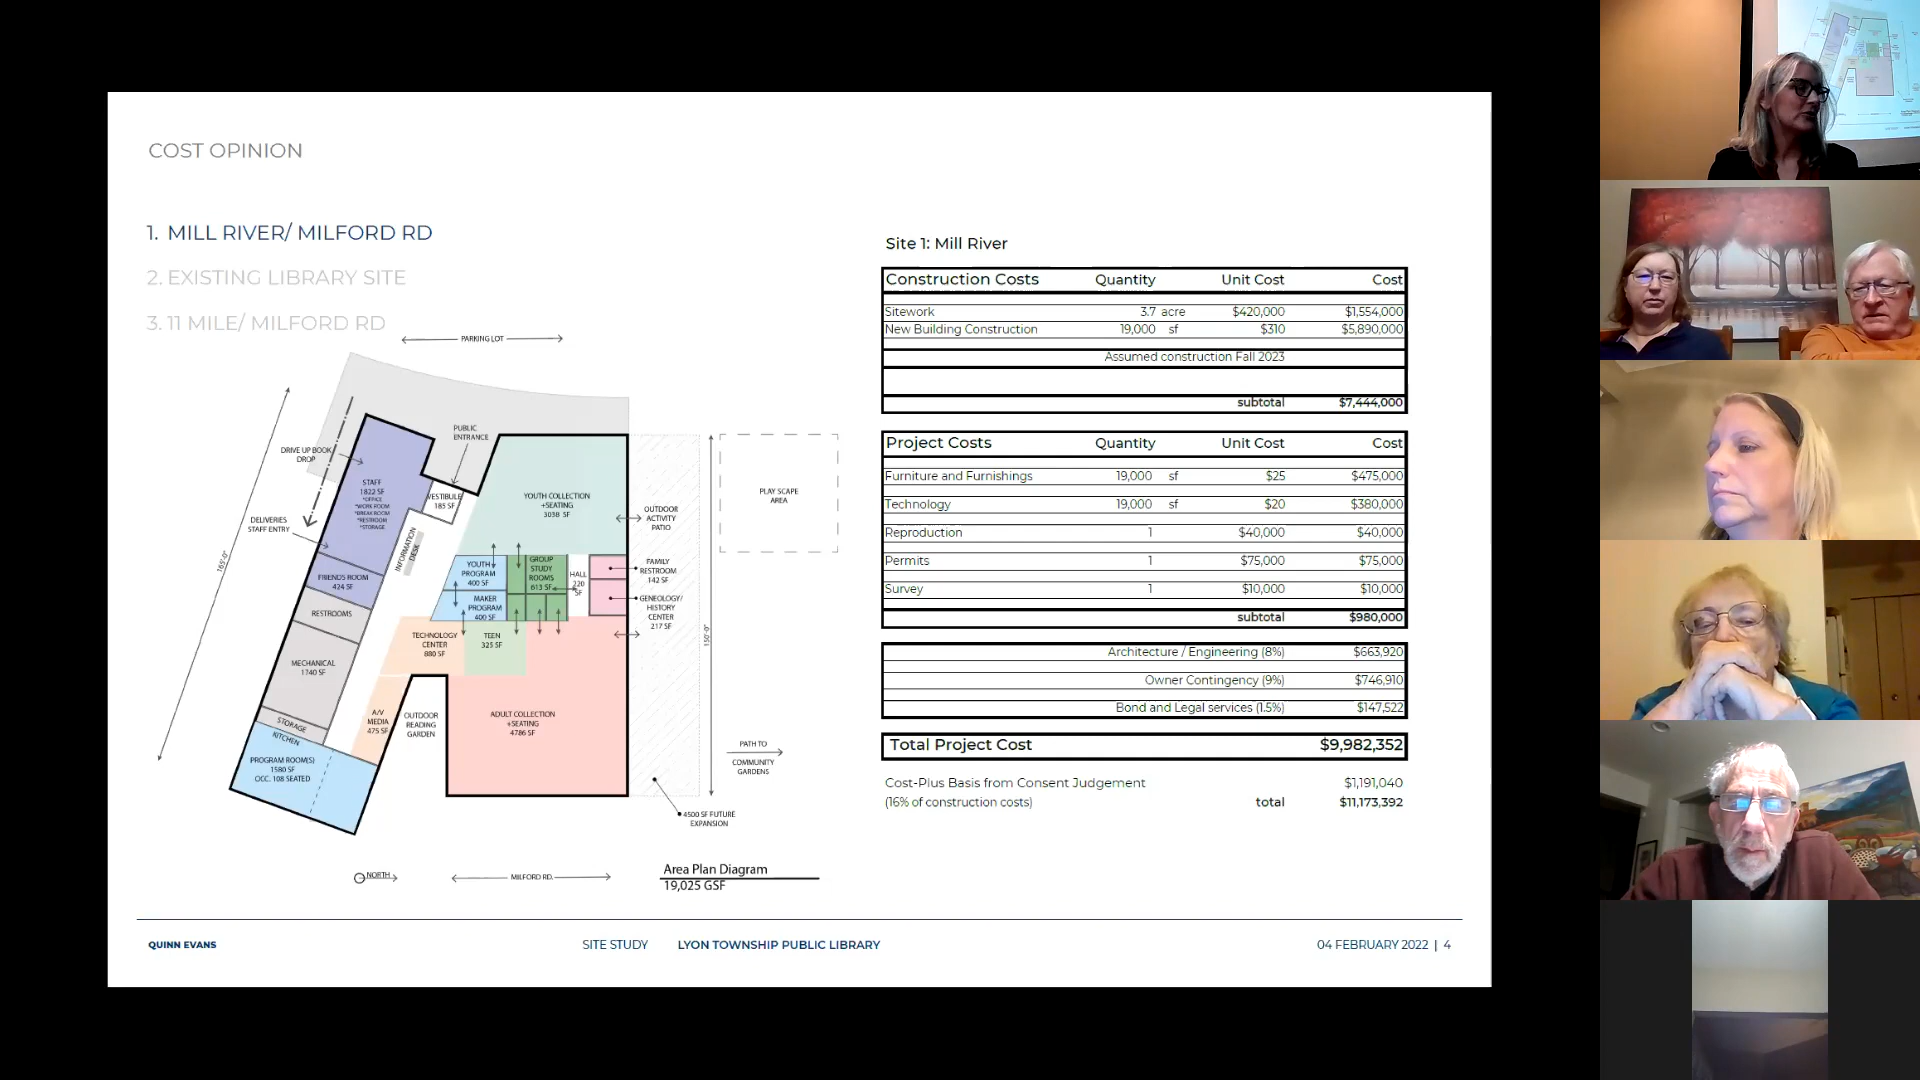 COST OPINION
1. MILL RIVER/ MILFORD RD
2. EXISTING LIBRARY SITE
3. 11 MILE/ MILFORD RD
PARKING LOT
DRIVE UP BOOK
DROP
PUBLIC
ENTRANCE
STAFF
1822 SF
*OFFICE
*WORK ROOM
*BREAK ROOM
*RESTROOM
*STORAGE
VESTIBULE
185 SF
DELIVERIES
STAFF ENTRY
INFORMATION
DESK
165'-0"
YOUTH COLLECTION
+SEATING
3038 SF
OUTDOOR
ACTIVITY
PATIO
PLAY SCAPE
AREA
FRIENDS ROOM
424 SF
YOUTH
PROGRAM
400 SF
GROUP
STUDY
ROOMS
613 SF
HALL
220
SF
FAMILY
RESTROOM
142 SF
MAKER
PROGRAM
400 SF
GENEOLOGY/
HISTORY
CENTER
217 SF
RESTROOMS
TECHNOLOGY
CENTER
880 SF
TEEN
325 SF
150'-0"
MECHANICAL
1740 SF
STORAGE
KITCHEN
A/V
MEDIA
475 SF
OUTDOOR
READING
GARDEN
ADULT COLLECTION
+SEATING
4786 SF
PROGRAM ROOM(S)
1580 SF
OCC. 108 SEATED
PATH TO
COMMUNITY
GARDENS
4500 SF FUTURE
EXPANSION
NORTH
MILFORD RD.
Area Plan Diagram
19,025 GSF
Site 1: Mill River
Construction Costs Quantity Unit Cost Cost
Sitework 3.7 acre $420,000 $1,554,000
New Building Construction 19,000 sf $310 $5,890,000
Assumed construction Fall 2023
subtotal $7,444,000
Project Costs Quantity Unit Cost Cost
Furniture and Furnishings 19,000 sf $25 $475,000
Technology 19,000 sf $20 $380,000
Reproduction 1 $40,000 $40,000
Permits 1 $75,000 $75,000
Survey 1 $10,000 $10,000
subtotal $980,000
Architecture / Engineering (8%) $663,920
Owner Contingency (9%) $746,910
Bond and Legal services (1.5%) $147,522
Total Project Cost $9,982,352
Cost-Plus Basis from Consent Judgement $1,191,040
(16% of construction costs) total $11,173,392
QUINN EVANS SITE STUDY LYON TOWNSHIP PUBLIC LIBRARY 04 FEBRUARY 2022 | 4